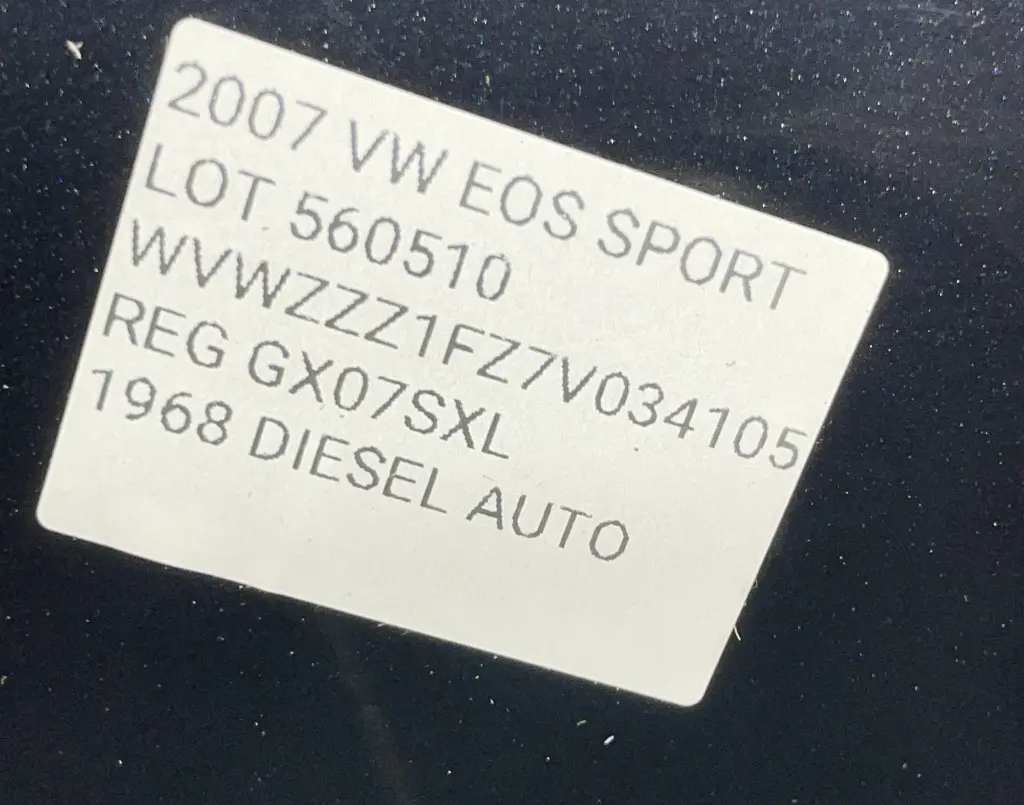 2007 VW EOS SPORT
LOT 560510
WVWZZZ1FZ7V034105
REG GX07SXL
1968 DIESEL AUTO